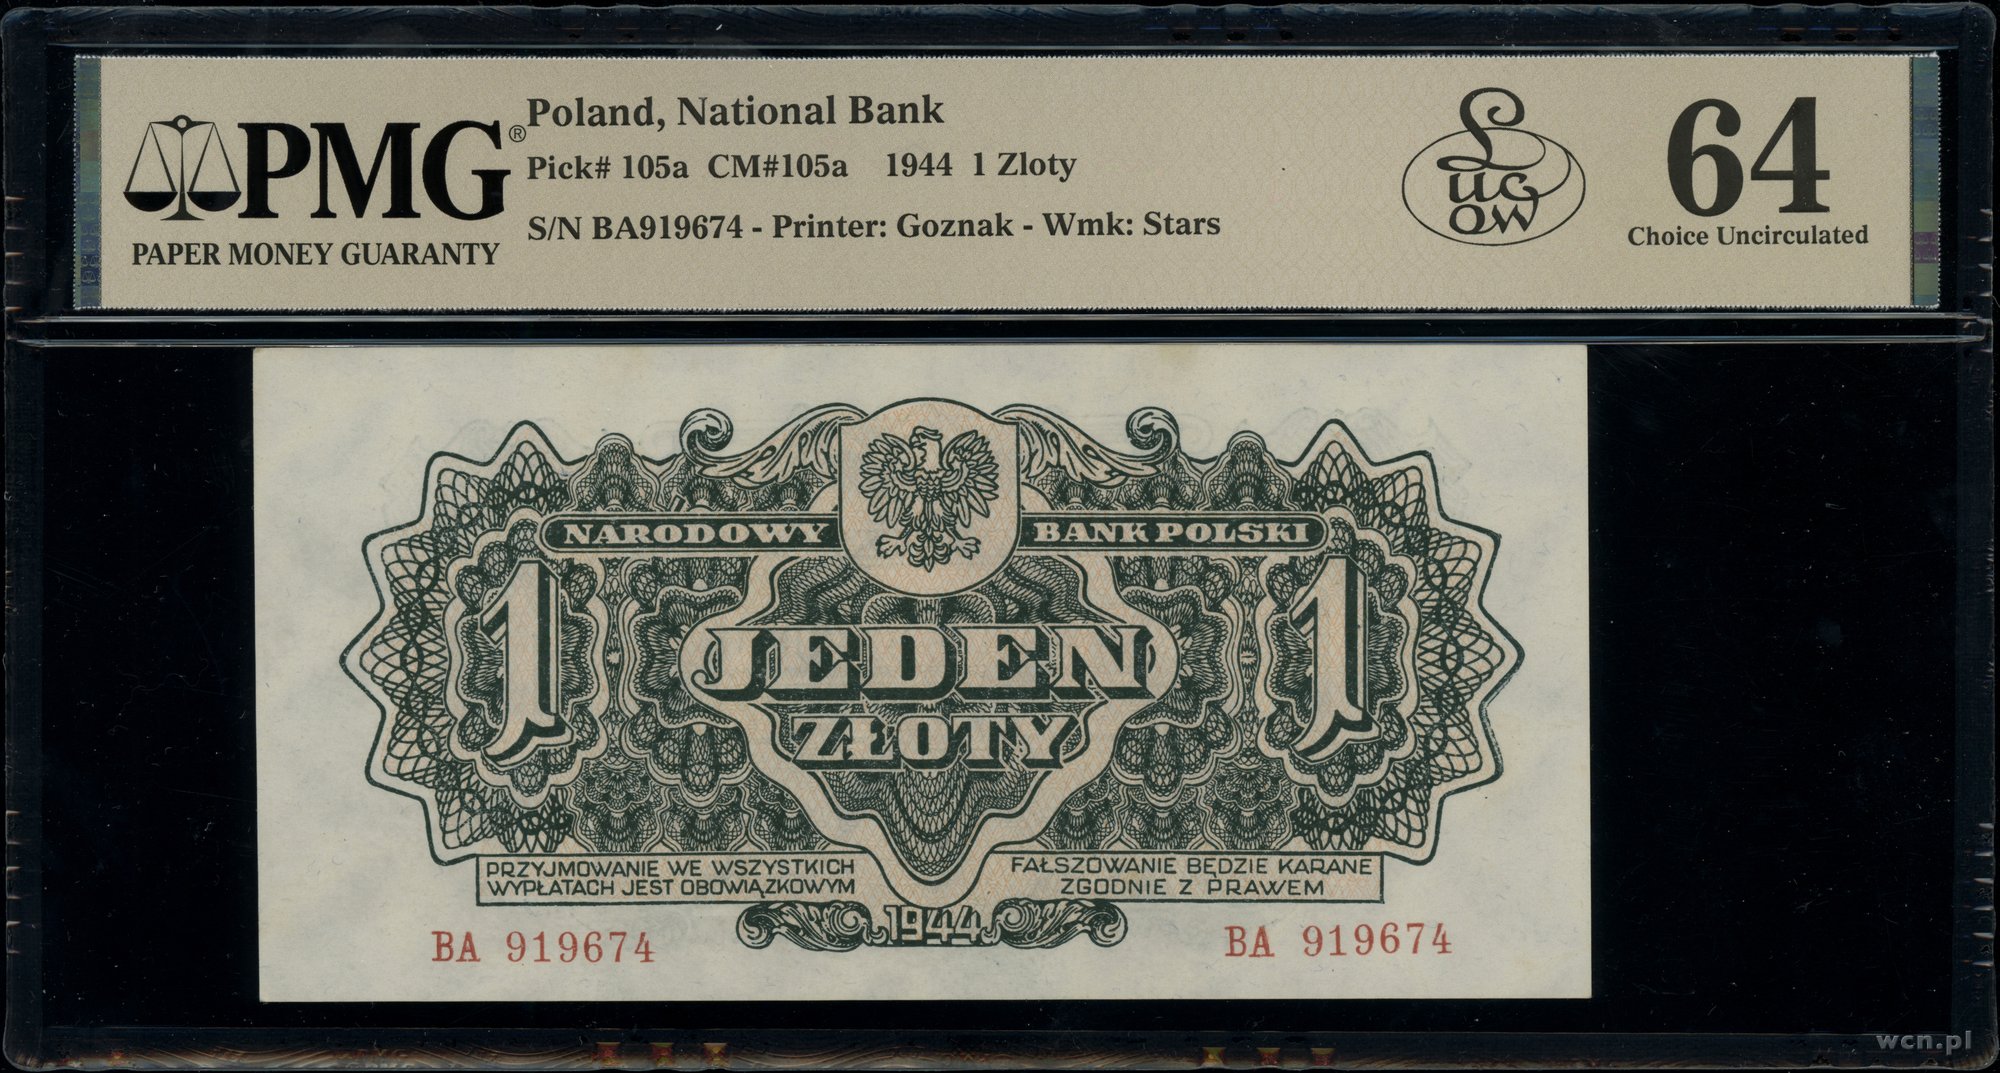 PMG®
PAPER MONEY GUARANTY
Poland, National Bank
Pick# 105a CM#105a 1944 1 Zloty
S/N BA919674 - Printer: Goznak - Wmk: Stars
Lucow
64
Choice Uncirculated
NARODOWY BANK POLSKI
1 JEDEN 1
ZŁOTY
PRZYJMOWANIE WE WSZYSTKICH
WYPŁATACH JEST OBOWIĄZKOWYM
FAŁSZOWANIE BĘDZIE KARANE
ZGODNIE Z PRAWEM
1944
BA 919674
BA 919674
wcn.pl